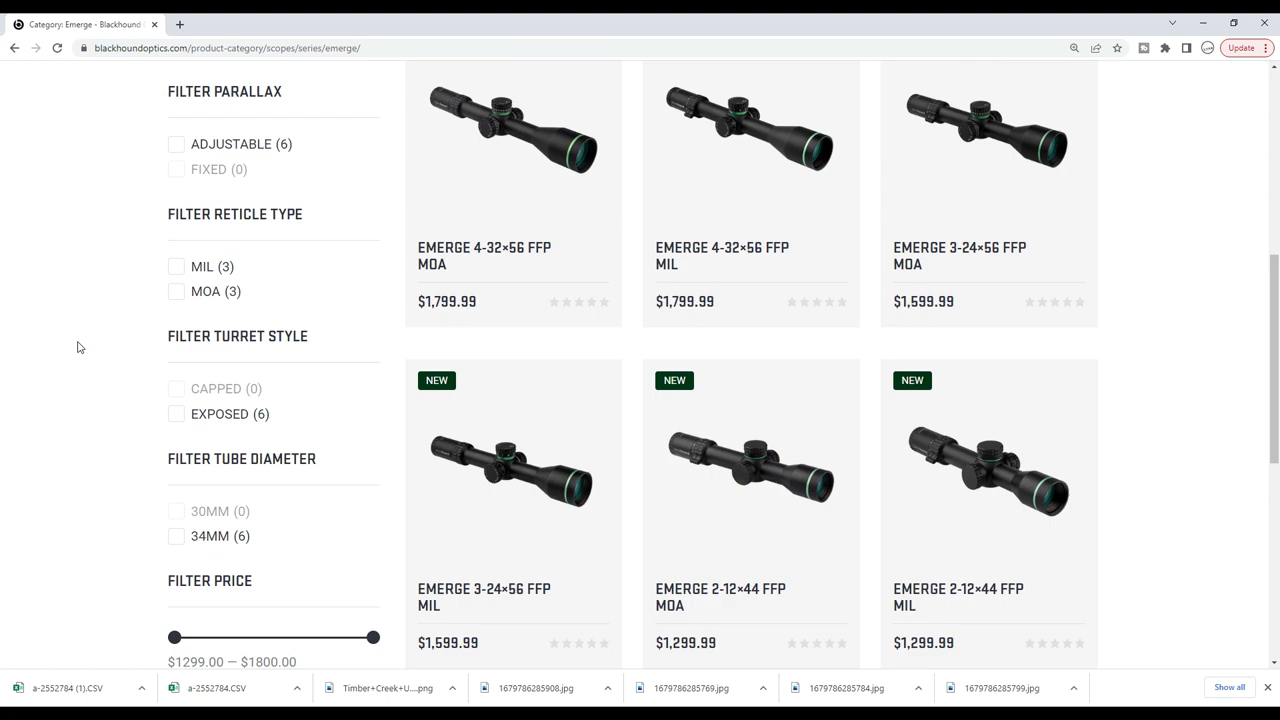 Category: Emerge - Blackhound
blackhoundoptics.com/product-category/scopes/series/emerge/
Update
FILTER PARALLAX
ADJUSTABLE (6)
FIXED (0)
FILTER RETICLE TYPE
MIL (3)
MOA (3)
FILTER TURRET STYLE
CAPPED (0)
EXPOSED (6)
FILTER TUBE DIAMETER
30MM (0)
34MM (6)
FILTER PRICE
$1299.00 — $1800.00
EMERGE 4-32×56 FFP
MOA
$1,799.99
EMERGE 4-32×56 FFP
MIL
$1,799.99
EMERGE 3-24×56 FFP
MOA
$1,599.99
NEW
EMERGE 3-24×56 FFP
MIL
$1,599.99
NEW
EMERGE 2-12×44 FFP
MOA
$1,299.99
NEW
EMERGE 2-12×44 FFP
MIL
$1,299.99
a-2552784 (1).CSV
a-2552784.CSV
Timber+Creek+U....png
1679786285908.jpg
1679786285769.jpg
1679786285784.jpg
1679786285799.jpg
Show all